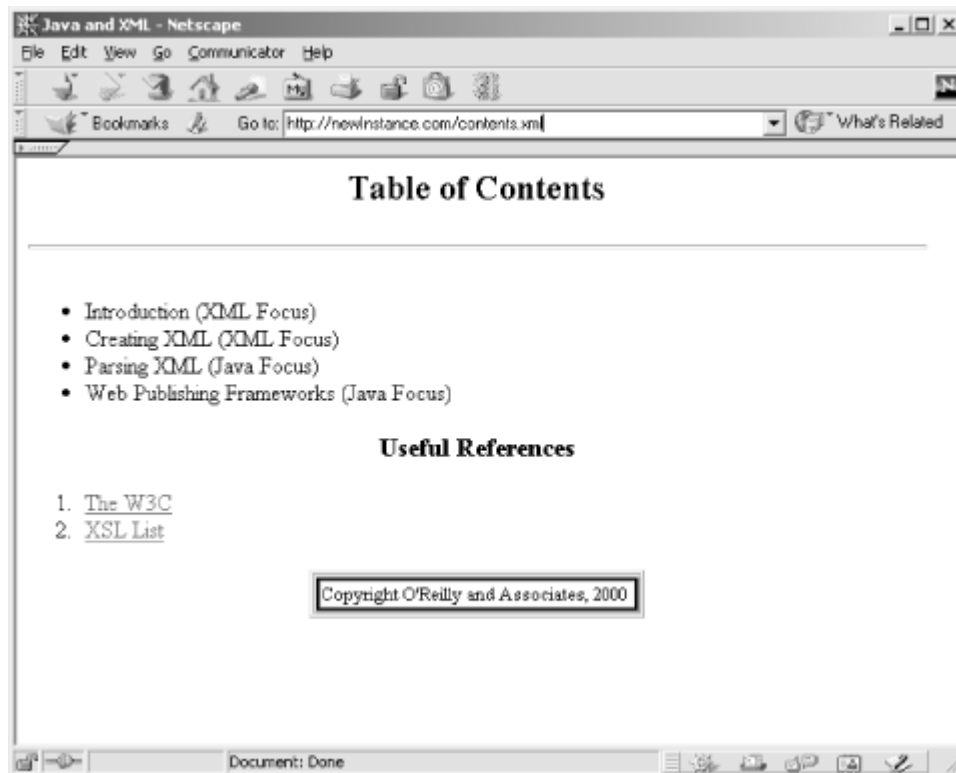 Java and XML - Netscape
File Edit View Go Communicator Help
Bookmarks Go to: http://newInstance.com/contents.xml What's Related
Table of Contents
• Introduction (XML Focus)
• Creating XML (XML Focus)
• Parsing XML (Java Focus)
• Web Publishing Frameworks (Java Focus)
Useful References
1. The W3C
2. XSL List
Copyright O'Reilly and Associates, 2000
Document: Done